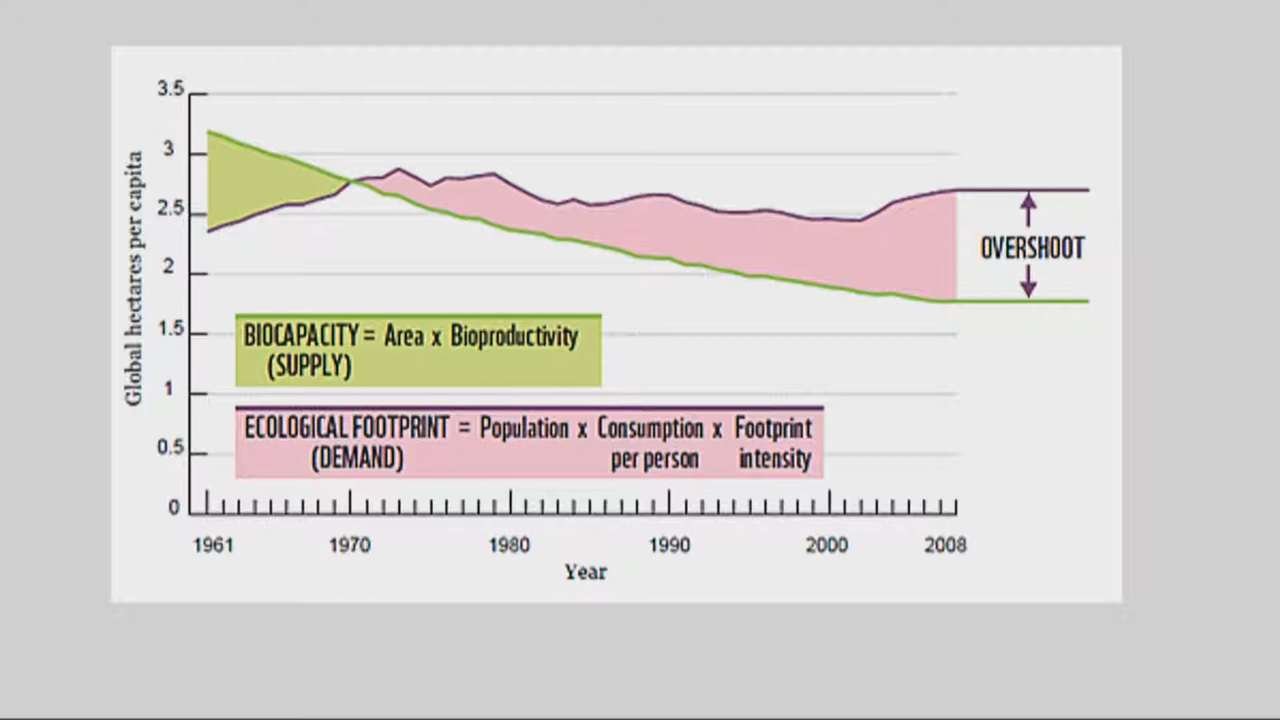 3.5
3
2.5
2
1.5
1
0.5
0
Global hectares per capita
OVERSHOOT
BIOCAPACITY = Area x Bioproductivity
(SUPPLY)
ECOLOGICAL FOOTPRINT = Population x Consumption x Footprint
(DEMAND) per person intensity
1961 1970 1980 1990 2000 2008
Year